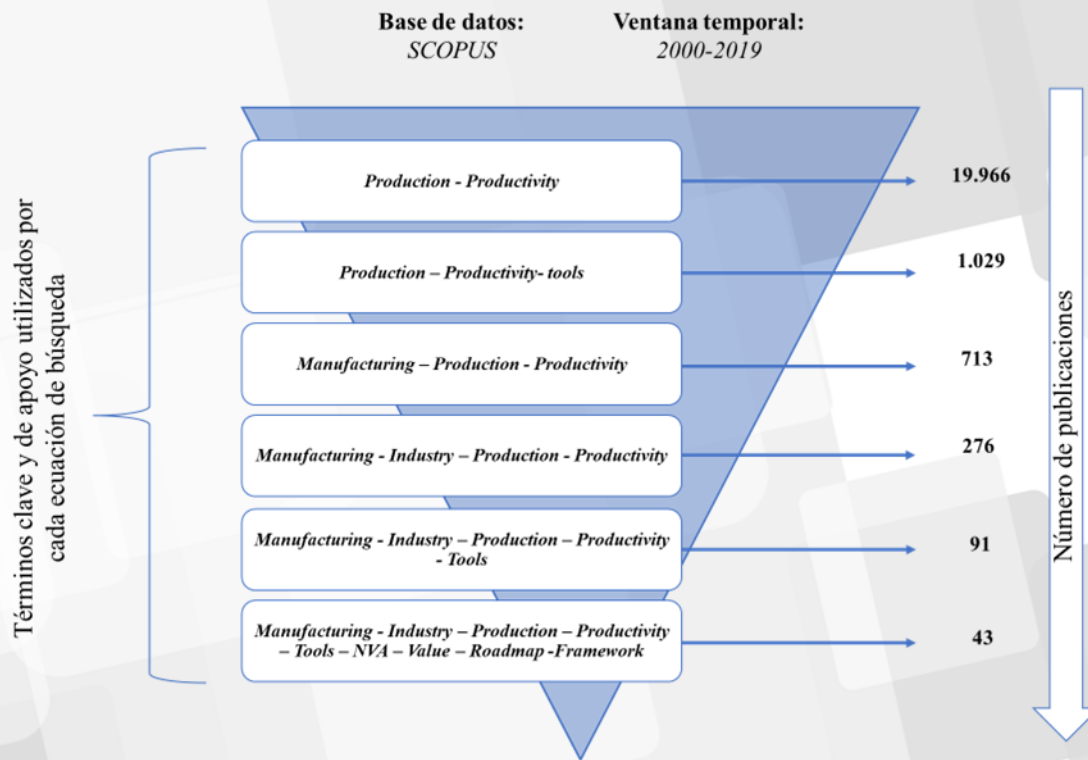 Base de datos:
SCOPUS
Ventana temporal:
2000-2019
Términos clave y de apoyo utilizados por
cada ecuación de búsqueda
Production - Productivity
19.966
Production – Productivity- tools
1.029
Manufacturing – Production - Productivity
713
Manufacturing - Industry – Production - Productivity
276
Manufacturing - Industry – Production – Productivity
- Tools
91
Manufacturing - Industry – Production – Productivity
– Tools – NVA – Value – Roadmap -Framework
43
Número de publicaciones